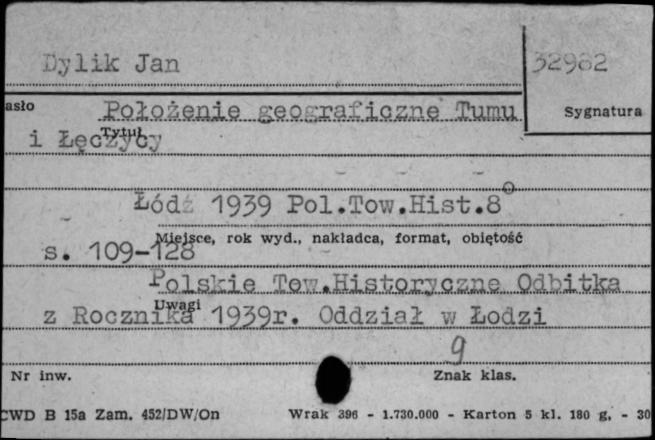 Dylik Jan
32982
asło
Położenie geograficzne Tumu
Sygnatura
Tytuł
i Łęczycy
Łódź 1939 Pol.Tow.Hist.8°
Miejsce, rok wyd., nakładca, format, objętość
s. 109-128
Polskie Tow.Historyczne Odbitka
Uwagi
z Rocznika 1939r. Oddział w Łodzi
9
Nr inw.
Znak klas.
CWD B 15a Zam. 452/DW/On Wrak 396 - 1.730.000 - Karton 5 kl. 180 g, - 30